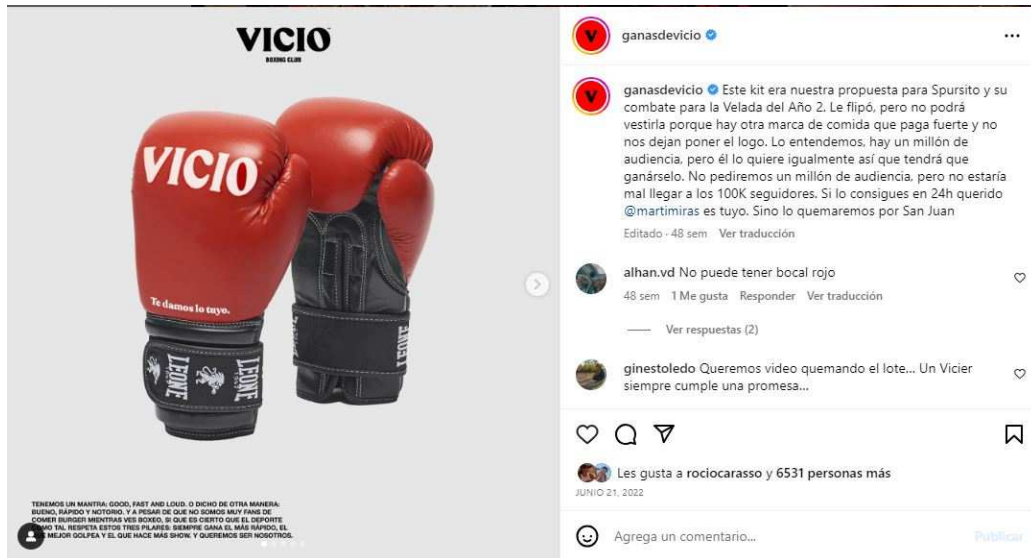 VICIO
BOXING CLUB
VICIO
Te damos lo tuyo.
LEONE
LEONE
LEONE
TENEMOS UN MANTRA: GOOD, FAST AND LOUD. O DICHO DE OTRA MANERA:
BUENO, RÁPIDO Y NOTORIO. Y A PESAR DE QUE NO SOMOS MUY FANS DE
COMER BURGER MIENTRAS VES BOXEO, SI QUE ES CIERTO QUE EL DEPORTE
COMO TAL RESPETA ESTOS TRES PILARES: SIEMPRE GANA EL MÁS RÁPIDO, EL
QUE MEJOR GOLPEA Y EL QUE HACE MÁS SHOW. Y QUEREMOS SER NOSOTROS.
V
ganasdevicio
V
ganasdevicio Este kit era nuestra propuesta para Spursito y su
combate para la Velada del Año 2. Le flipó, pero no podrá
vestirla porque hay otra marca de comida que paga fuerte y no
nos dejan poner el logo. Lo entendemos, hay un millón de
audiencia, pero él lo quiere igualmente así que tendrá que
ganárselo. No pediremos un millón de audiencia, pero no estaría
mal llegar a los 100K seguidores. Si lo consigues en 24h querido
@martimiras es tuyo. Sino lo quemaremos por San Juan
Editado · 48 sem Ver traducción
alhan.vd No puede tener bocal rojo
48 sem 1 Me gusta Responder Ver traducción
Ver respuestas (2)
ginestoledo Queremos video quemando el lote... Un Vicier
siempre cumple una promesa...
Les gusta a rociocarasso y 6531 personas más
JUNIO 21, 2022
Agrega un comentario...
Publicar